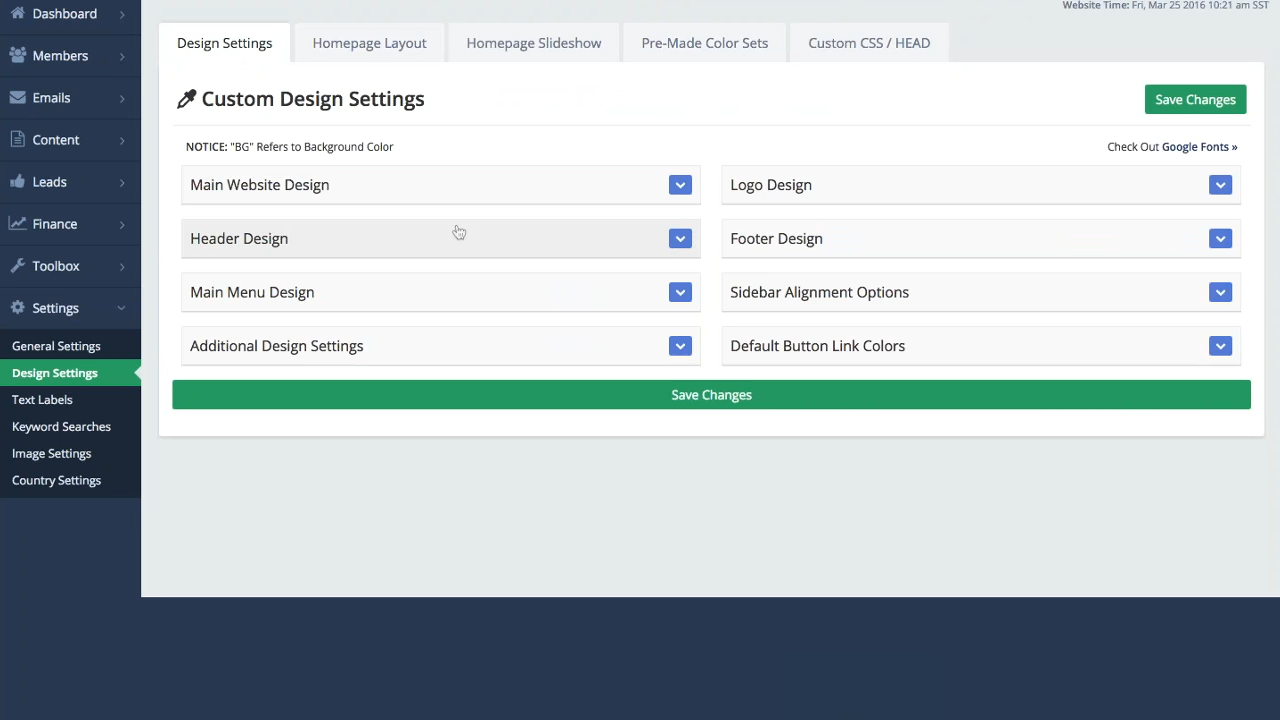 Website Time: Fri, Mar 25 2016 10:21 am SST
Dashboard
Members
Emails
Content
Leads
Finance
Toolbox
Settings
General Settings
Design Settings
Text Labels
Keyword Searches
Image Settings
Country Settings
Design Settings
Homepage Layout
Homepage Slideshow
Pre-Made Color Sets
Custom CSS / HEAD
Custom Design Settings
Save Changes
NOTICE: "BG" Refers to Background Color
Check Out Google Fonts »
Main Website Design
Logo Design
Header Design
Footer Design
Main Menu Design
Sidebar Alignment Options
Additional Design Settings
Default Button Link Colors
Save Changes